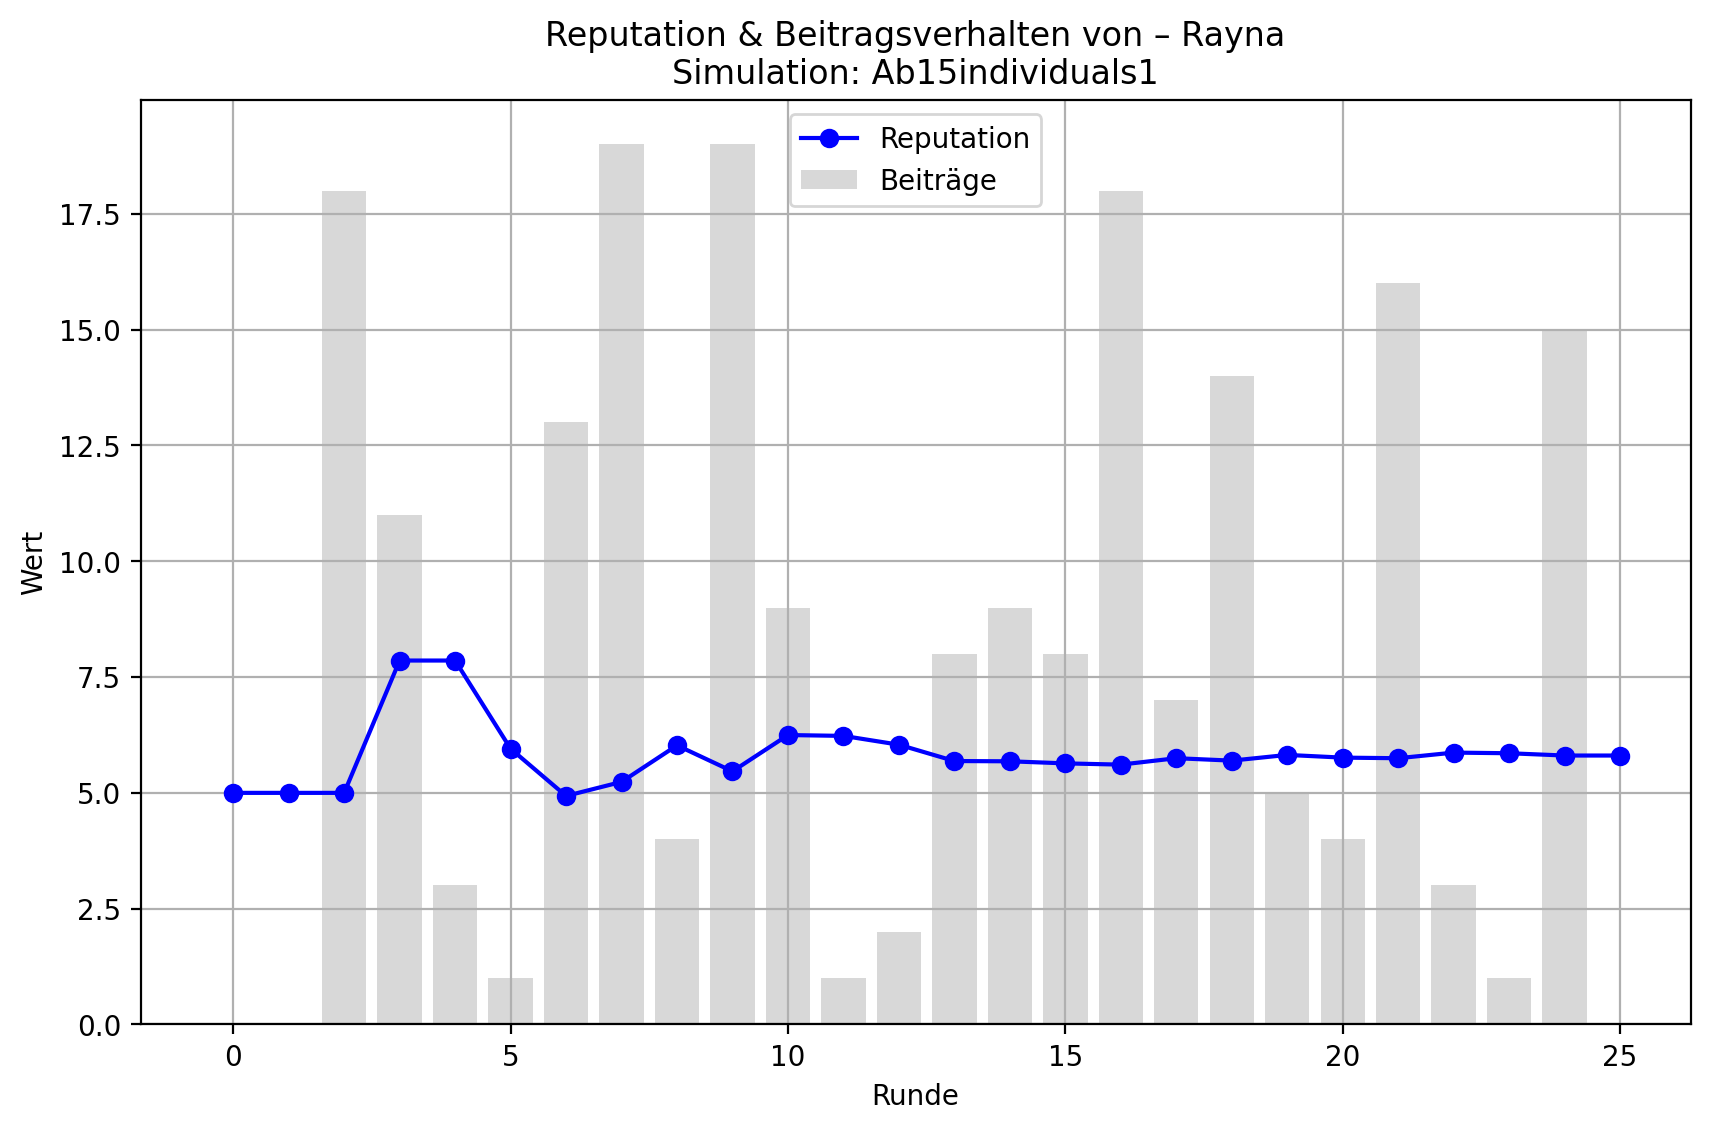 Reputation & Beitragsverhalten von – Rayna
Simulation: Ab15individuals1
Reputation
Beiträge
Wert
17.5
15.0
12.5
10.0
7.5
5.0
2.5
0.0
0 5 10 15 20 25
Runde